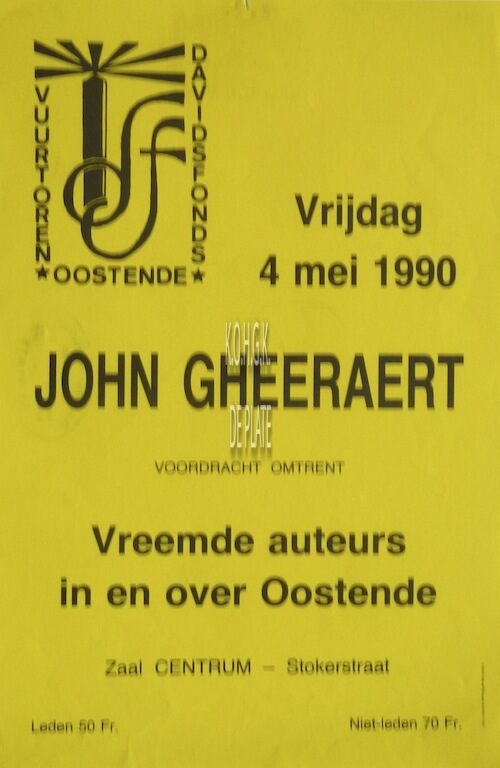 VUURTOREN
DAVIDSFONDS
★OOSTENDE★
Vrijdag
4 mei 1990
K.O.H.G.K.
JOHN GHEERAERT
DE PLATE
VOORDRACHT OMTRENT
Vreemde auteurs
in en over Oostende
Zaal CENTRUM – Stokerstraat
Leden 50 Fr.
Niet-leden 70 Fr.